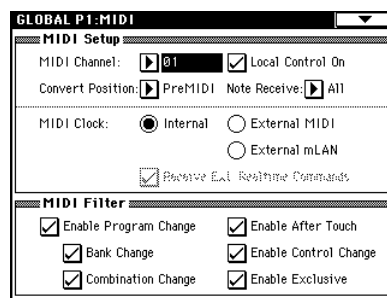 GLOBAL P1:MIDI
MIDI Setup
MIDI Channel: 01 Local Control On
Convert Position: PreMIDI Note Receive: All
MIDI Clock: Internal External MIDI
External mLAN
Receive Ext. Realtime Commands
MIDI Filter
Enable Program Change Enable After Touch
Bank Change Enable Control Change
Combination Change Enable Exclusive